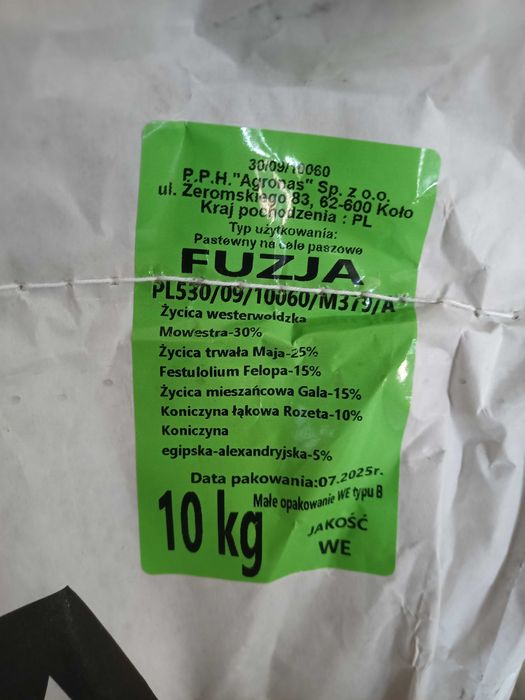 30/09/10060
P.P.H."Agrobas" Sp. z o.o.
ul. Żeromskiego 83, 62-600 Koło
Kraj pochodzenia : PL
Typ użytkowania:
Pastewny na cele paszowe
FUZJA
PL530/09/10060/M379/A
Życica westerwoldzka
Mowestra-30%
Życica trwała Maja-25%
Festulolium Felopa-15%
Życica mieszańcowa Gala-15%
Koniczyna łąkowa Rozeta-10%
Koniczyna
egipska-alexandryjska-5%
Data pakowania:07.2025r.
Małe opakowanie WE typu B
10 kg
JAKOŚĆ
WE